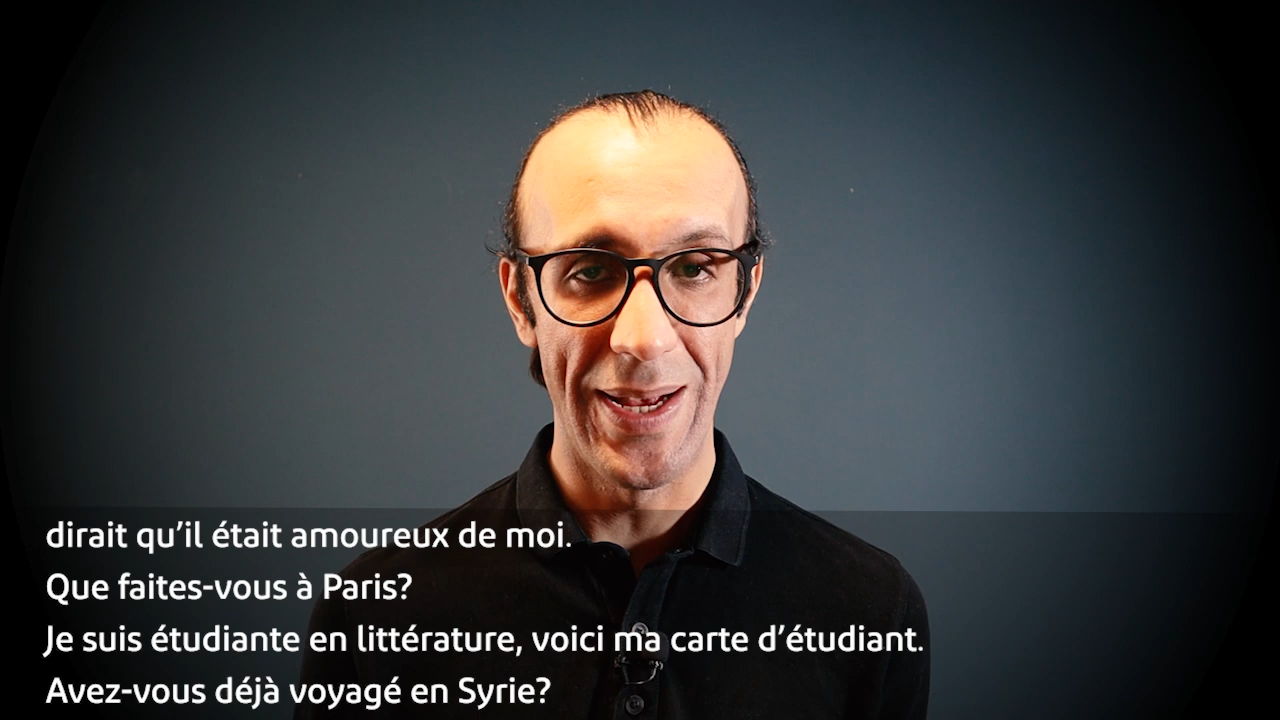 dirait qu’il était amoureux de moi.
Que faites-vous à Paris?
Je suis étudiante en littérature, voici ma carte d’étudiant.
Avez-vous déjà voyagé en Syrie?